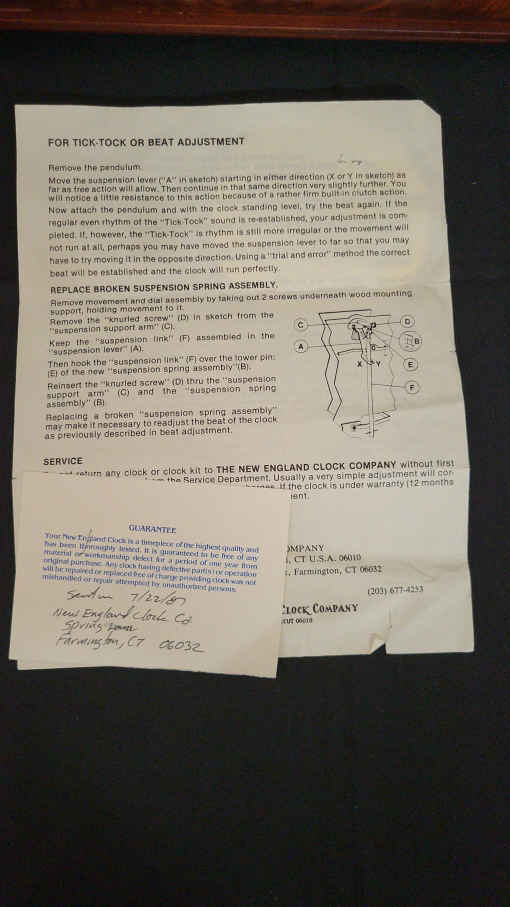 FOR TICK-TOCK OR BEAT ADJUSTMENT
Remove the pendulum.
Move the suspension lever ("A" in sketch) starting in either direction (X or Y in sketch) as
far as free action will allow. Then continue in that same direction very slightly further. You
will notice a little resistance to this action because of a rather firm built-in clutch action.
Now attach the pendulum and with the clock standing level, try the beat again. If the
regular even rhythm of the "Tick-Tock" sound is re-established, your adjustment is com-
pleted. If, however, the "Tick-Tock" is rhythm is still more irregular or the movement will
not run at all, perhaps you may have moved the suspension lever to far so that you may
have to try moving it in the opposite direction. Using a "trial and error" method the correct
beat will be established and the clock will run perfectly.
REPLACE BROKEN SUSPENSION SPRING ASSEMBLY.
Remove movement and dial assembly by taking out 2 screws underneath wood mounting
support, holding movement to it.
Remove the "knurled screw" (D) in sketch from the
"suspension support arm" (C).
Keep the "suspension link" (F) assembled in the
"suspension lever" (A).
Then hook the "suspension link" (F) over the lower pin:
(E) of the new "suspension spring assembly"(B).
Reinsert the "knurled screw" (D) thru the "suspension
support arm" (C) and the "suspension spring
assembly" (B).
Replacing a broken "suspension spring assembly"
may make it necessary to readjust the beat of the clock
as previously described in beat adjustment.
C
D
A
B
X
Y
E
F
SERVICE
return any clock or clock kit to THE NEW ENGLAND CLOCK COMPANY without first
the Service Department. Usually a very simple adjustment will cor-
If the clock is under warranty (12 months
OMPANY
, CT U.S.A. 06010
, Farmington, CT 06032
(203) 677-4253
CLOCK COMPANY
06010
GUARANTEE
Your New England Clock is a timepiece of the highest quality and
has been thoroughly tested. It is guaranteed to be free of any
material or workmanship defect for a period of one year from
original purchase. Any clock having defective part(s) or operation
will be repaired or replaced free of charge providing clock was not
mishandled or repair attempted by unauthorized persons.
7/22/87
New England Clock Co
Spring
Farmington, CT 06032